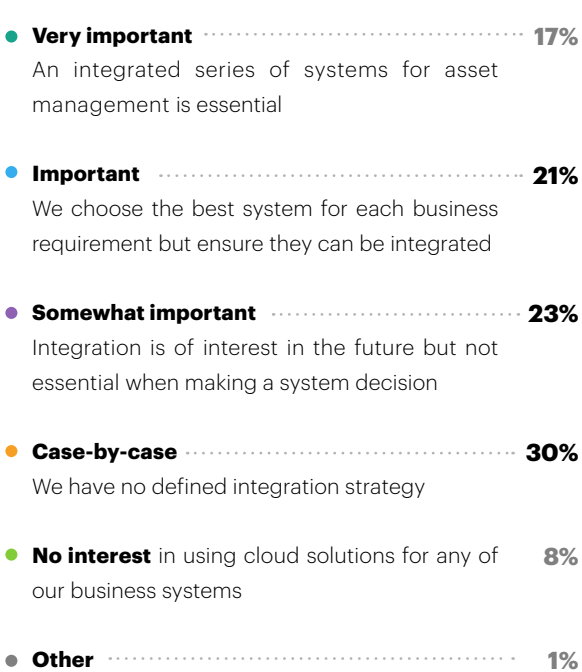 Very important 17%
An integrated series of systems for asset
management is essential
Important 21%
We choose the best system for each business
requirement but ensure they can be integrated
Somewhat important 23%
Integration is of interest in the future but not
essential when making a system decision
Case-by-case 30%
We have no defined integration strategy
No interest in using cloud solutions for any of 8%
our business systems
Other 1%